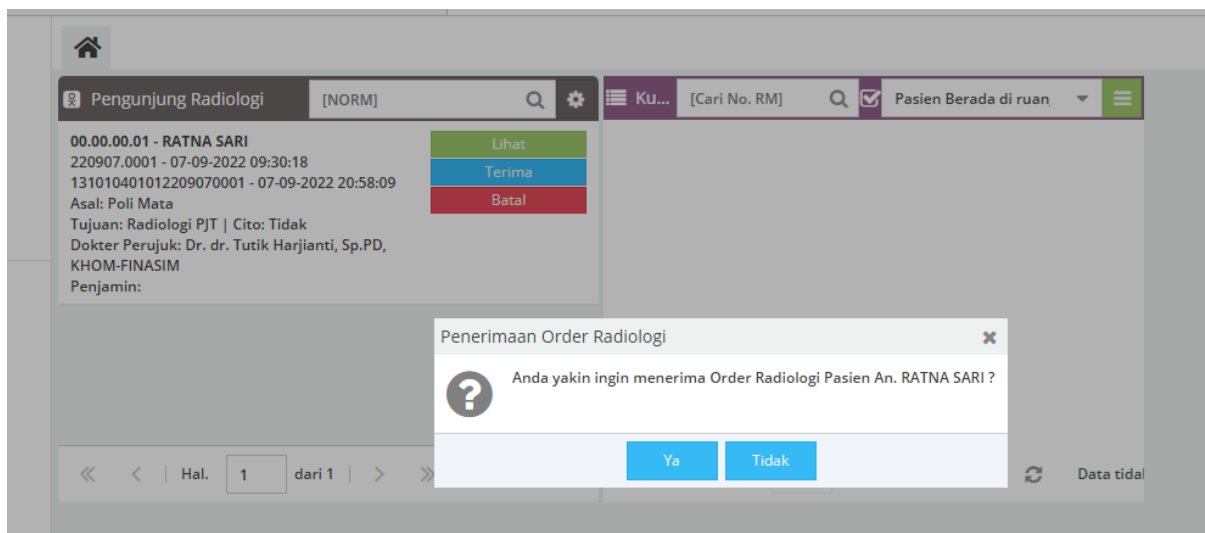 Pengunjung Radiologi [NORM]
Ku... [Cari No. RM] Pasien Berada di ruan
00.00.00.01 - RATNA SARI
220907.0001 - 07-09-2022 09:30:18
131010401012209070001 - 07-09-2022 20:58:09
Asal: Poli Mata
Tujuan: Radiologi PJT | Cito: Tidak
Dokter Perujuk: Dr. dr. Tutik Harjianti, Sp.PD,
KHOM-FINASIM
Penjamin:
Lihat
Terima
Batal
Penerimaan Order Radiologi
Anda yakin ingin menerima Order Radiologi Pasien An. RATNA SARI ?
Ya Tidak
Hal. 1 dari 1
Data tidal